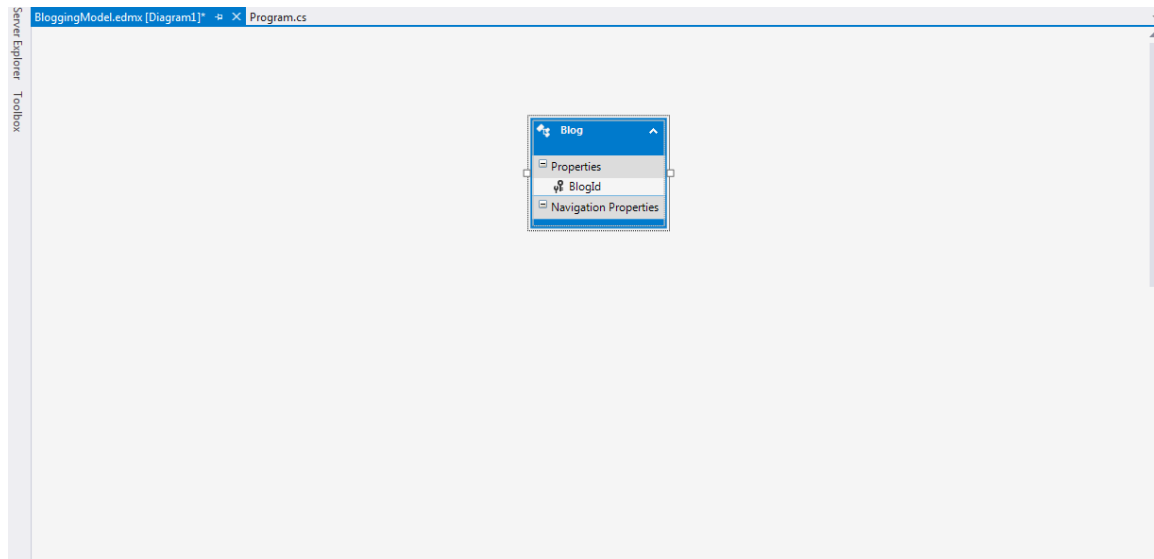 Server Explorer
Toolbox
BloggingModel.edmx [Diagram1]* Program.cs
Blog
Properties
BlogId
Navigation Properties